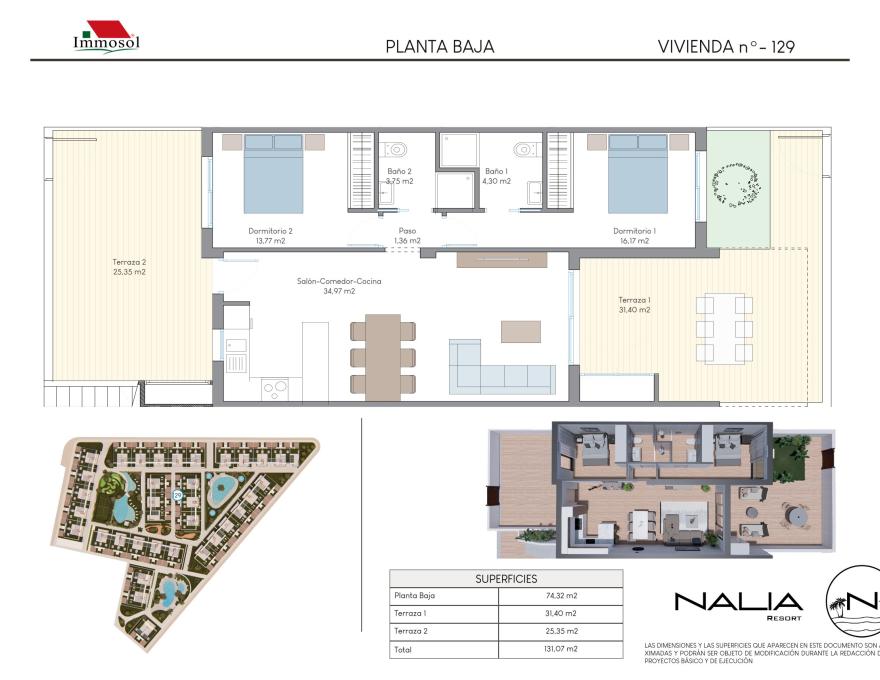 Immosol
PLANTA BAJA
VIVIENDA nº- 129
Baño 2
3,75 m2
Baño 1
4,30 m2
Dormitorio 2
13,77 m2
Paso
1,36 m2
Dormitorio 1
16,17 m2
Terraza 2
25,35 m2
Salón-Comedor-Cocina
34,97 m2
Terraza 1
31,40 m2
29
SUPERFICIES
Planta Baja 74,32 m2
Terraza 1 31,40 m2
Terraza 2 25,35 m2
Total 131,07 m2
NALIA
RESORT
N
LAS DIMENSIONES Y LAS SUPERFICIES QUE APARECEN EN ESTE DOCUMENTO SON
XIMADAS Y PODRÁN SER OBJETO DE MODIFICACIÓN DURANTE LA REDACCIÓN
PROYECTOS BÁSICO Y DE EJECUCIÓN